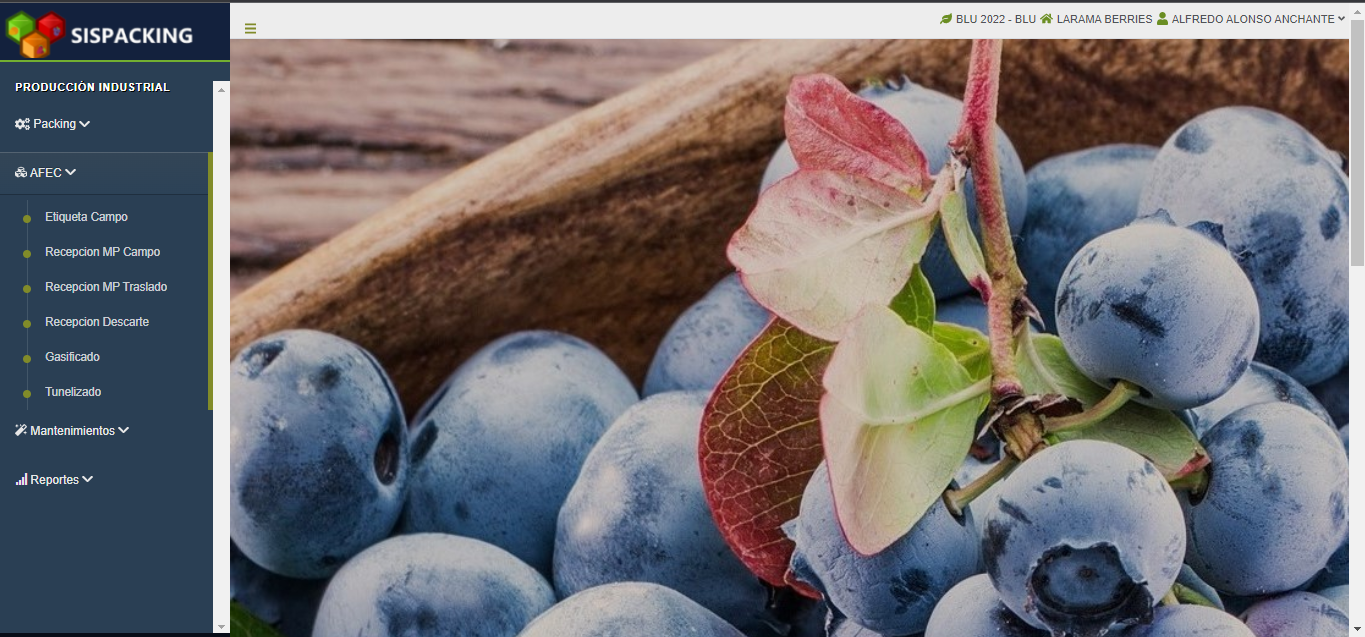 SISPACKING
BLU 2022 - BLU LARAMA BERRIES ALFREDO ALONSO ANCHANTE
PRODUCCIÓN INDUSTRIAL
Packing
AFEC
Etiqueta Campo
Recepcion MP Campo
Recepcion MP Traslado
Recepcion Descarte
Gasificado
Tunelizado
Mantenimientos
Reportes